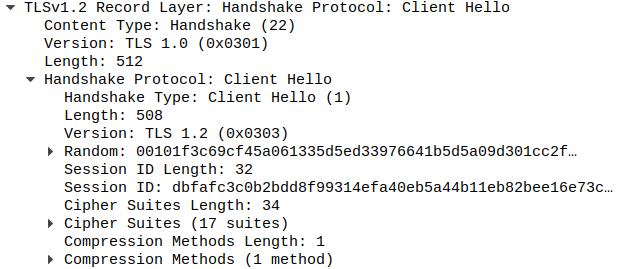 TLSv1.2 Record Layer: Handshake Protocol: Client Hello
Content Type: Handshake (22)
Version: TLS 1.0 (0x0301)
Length: 512
Handshake Protocol: Client Hello
Handshake Type: Client Hello (1)
Length: 508
Version: TLS 1.2 (0x0303)
Random: 00101f3c69cf45a061335d5ed33976641b5d5a09d301cc2f…
Session ID Length: 32
Session ID: dbfafc3c0b2bdd8f99314efa40eb5a44b11eb82bee16e73c…
Cipher Suites Length: 34
Cipher Suites (17 suites)
Compression Methods Length: 1
Compression Methods (1 method)